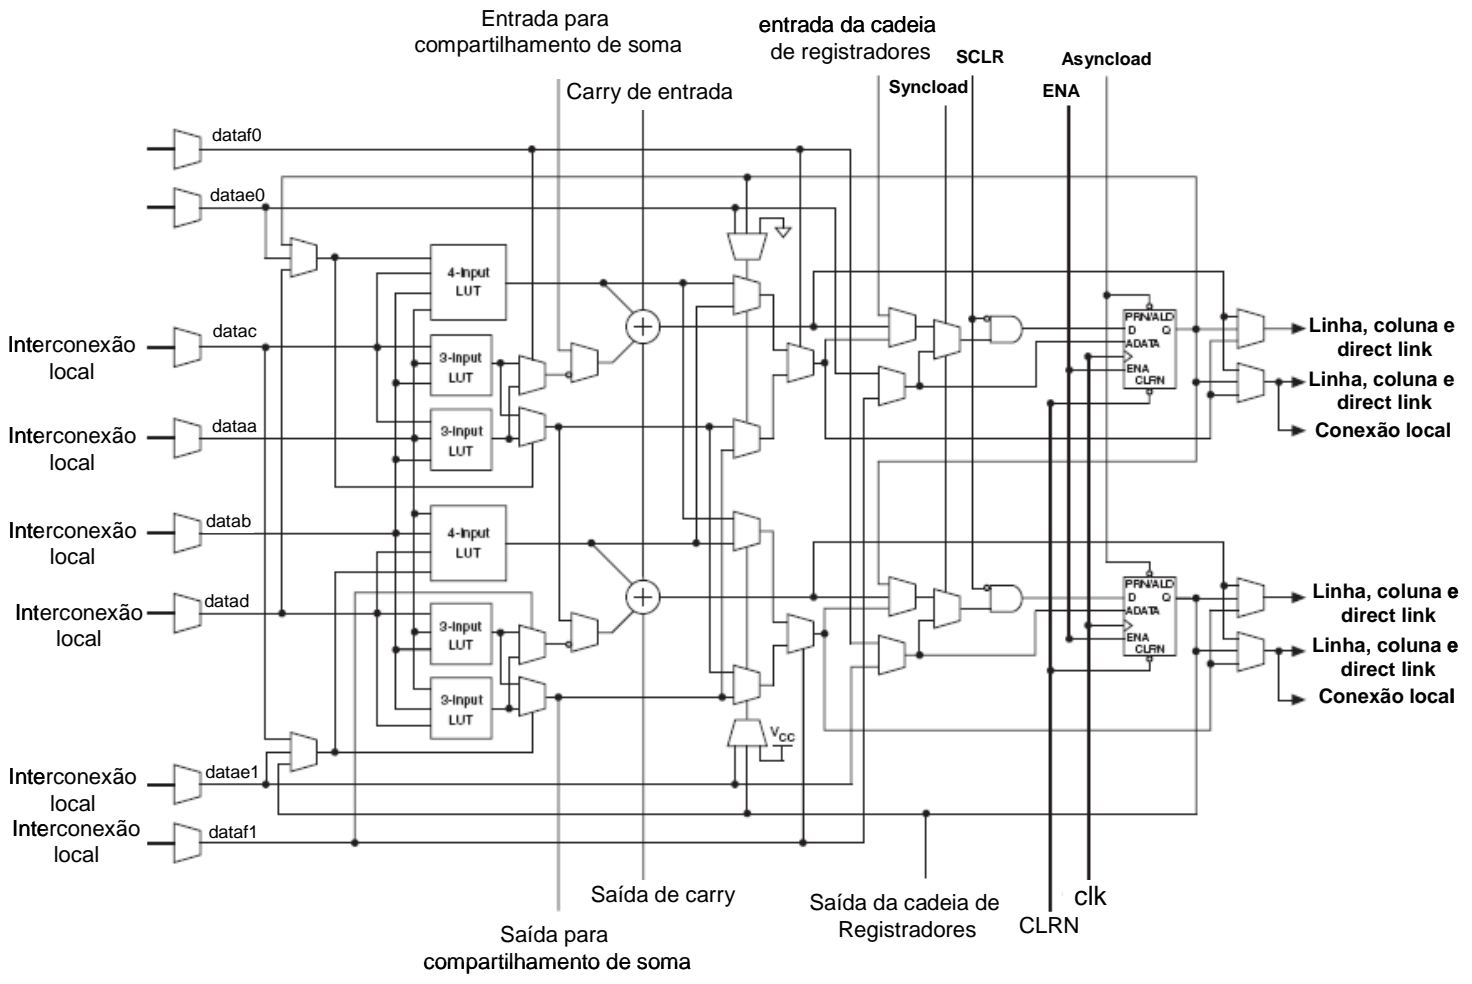 Entrada para
compartilhamento de soma
entrada da cadeia
de registradores
SCLR
Asyncload
Syncload
ENA
Carry de entrada
dataf0
datae0
4-Input
LUT
Interconexão
local
datac
3-Input
LUT
PRN/ALD
D Q
ADATA
ENA
CLRN
Linha, coluna e
direct link
Linha, coluna e
direct link
Conexão local
Interconexão
local
dataa
3-Input
LUT
Interconexão
local
datab
4-Input
LUT
Interconexão
local
datad
3-Input
LUT
PRN/ALD
D Q
ADATA
ENA
CLRN
Linha, coluna e
direct link
Linha, coluna e
direct link
Conexão local
3-Input
LUT
VCC
Interconexão
local
datae1
Interconexão
local
dataf1
Saída de carry
Saída da cadeia de
Registradores
clk
CLRN
Saída para
compartilhamento de soma